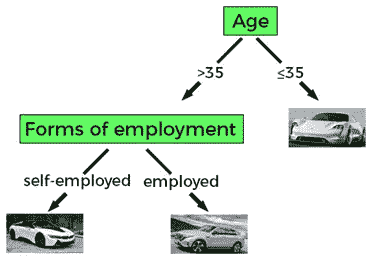 Age
>35
≤35
Forms of employment
self-employed
employed